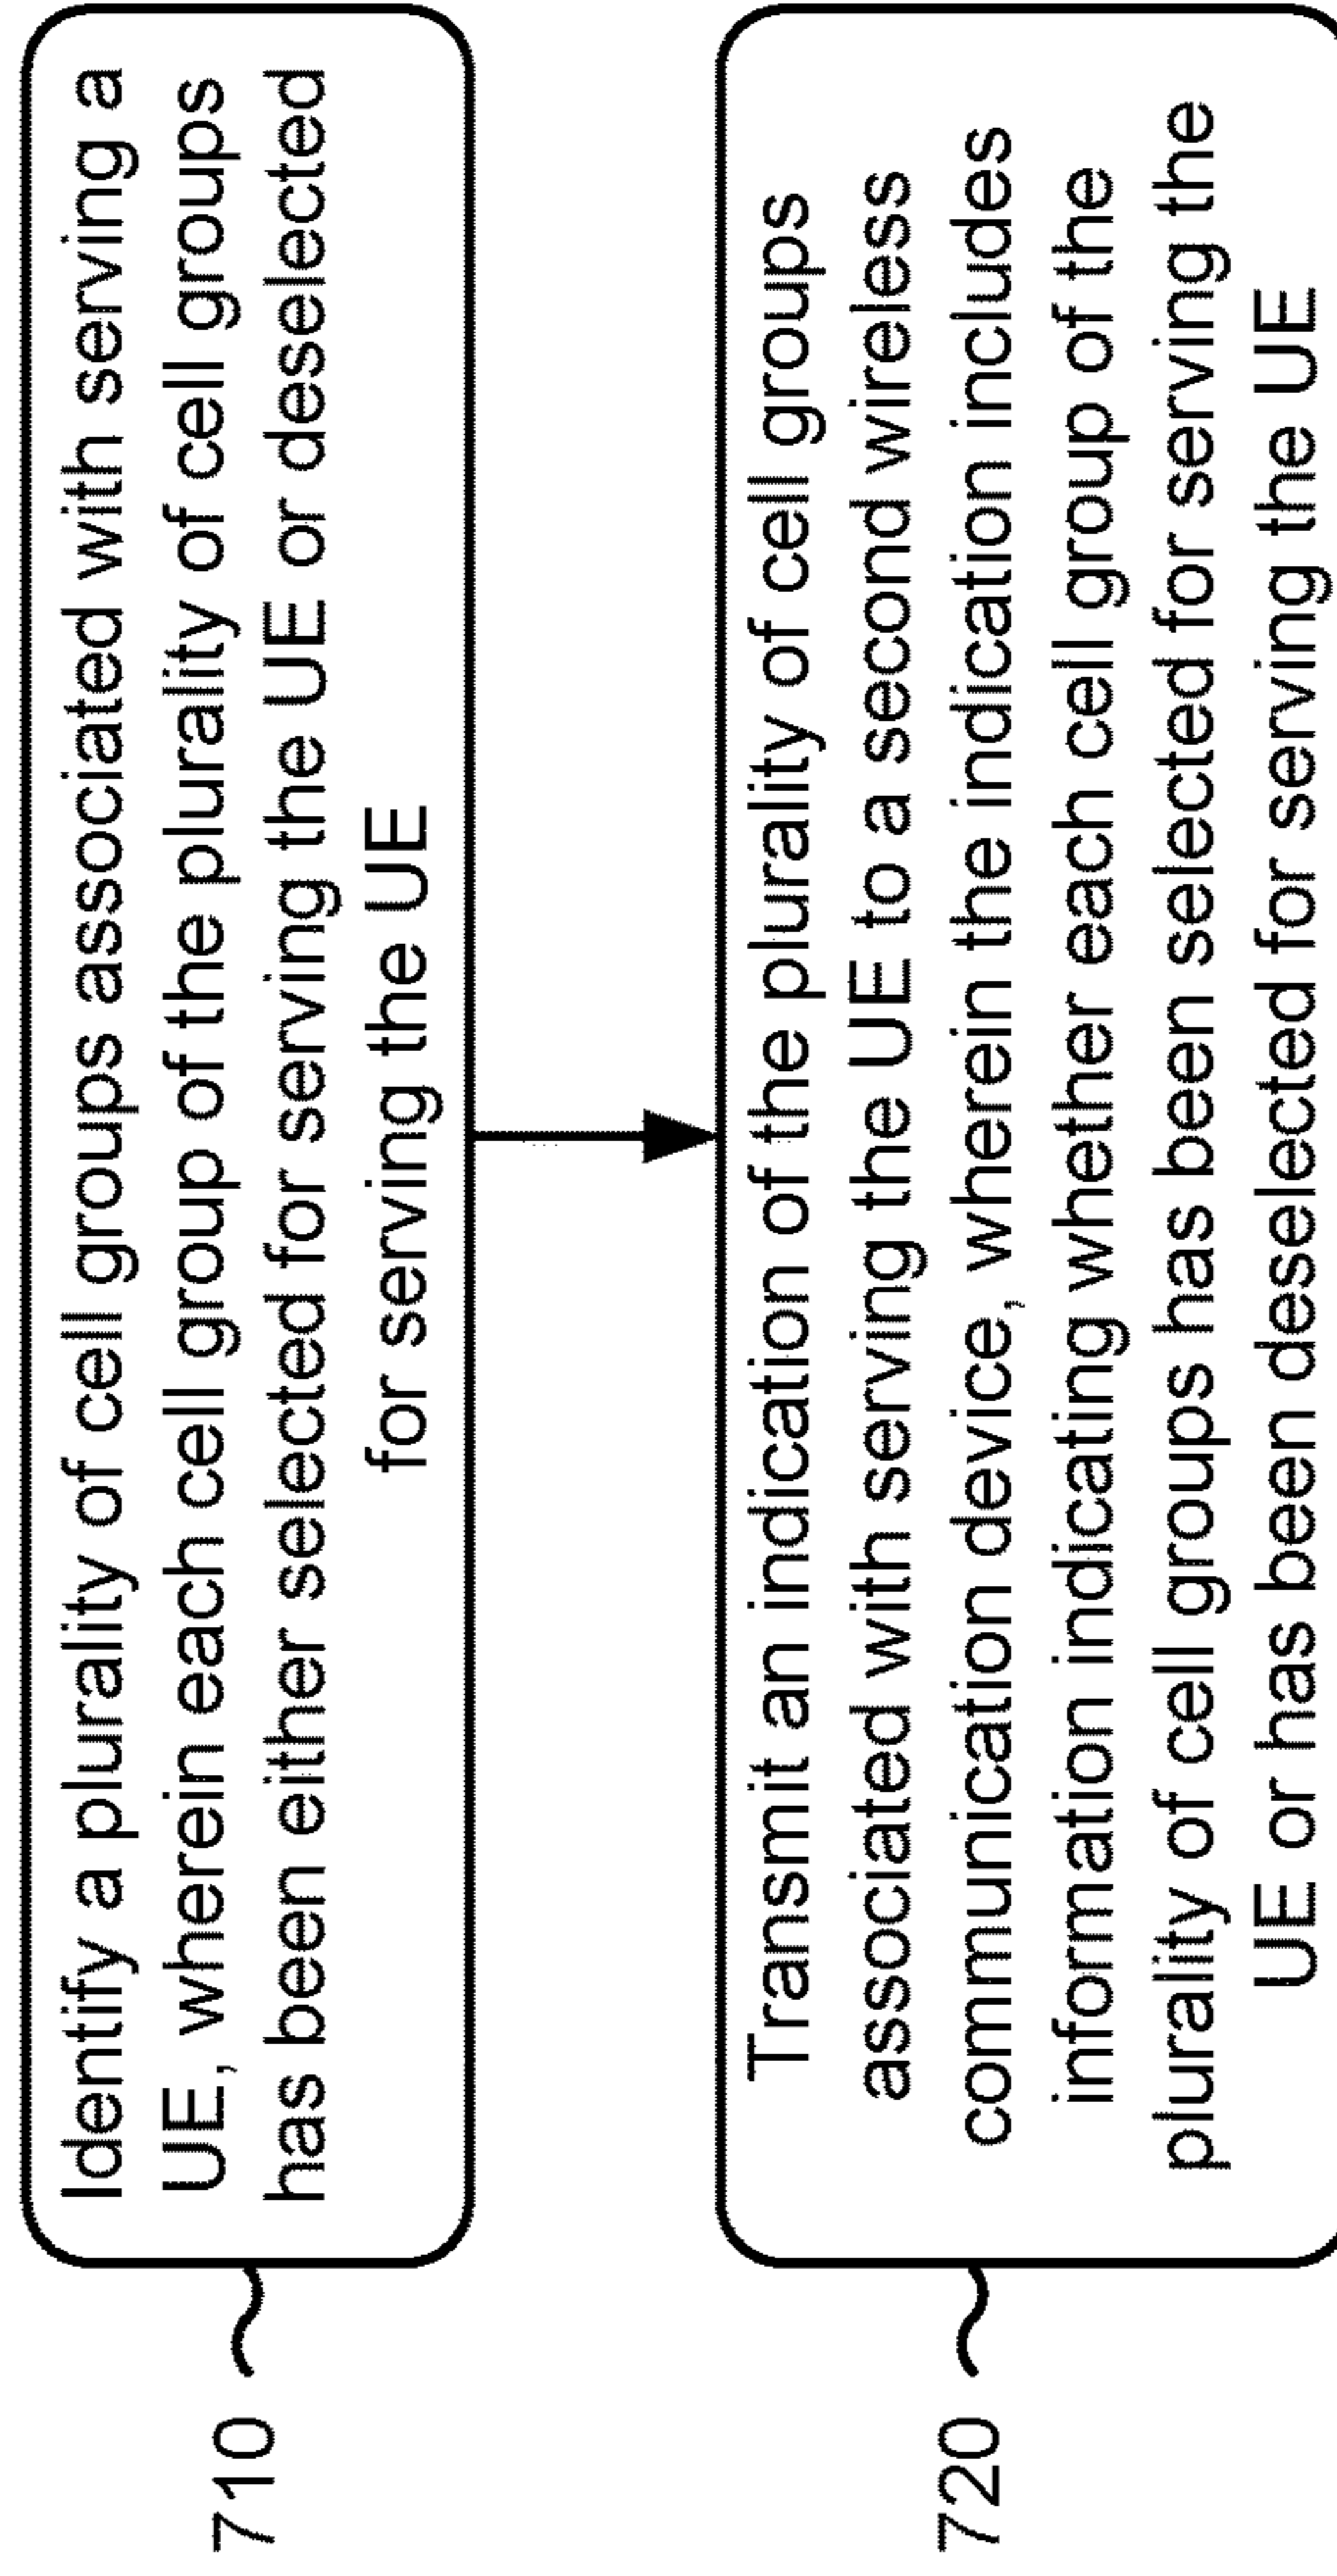 710
Identify a plurality of cell groups associated with serving a
UE, wherein each cell group of the plurality of cell groups
has been either selected for serving the UE or deselected
for serving the UE
720
Transmit an indication of the plurality of cell groups
associated with serving the UE to a second wireless
communication device, wherein the indication includes
information indicating whether each cell group of the
plurality of cell groups has been selected for serving the
UE or has been deselected for serving the UE